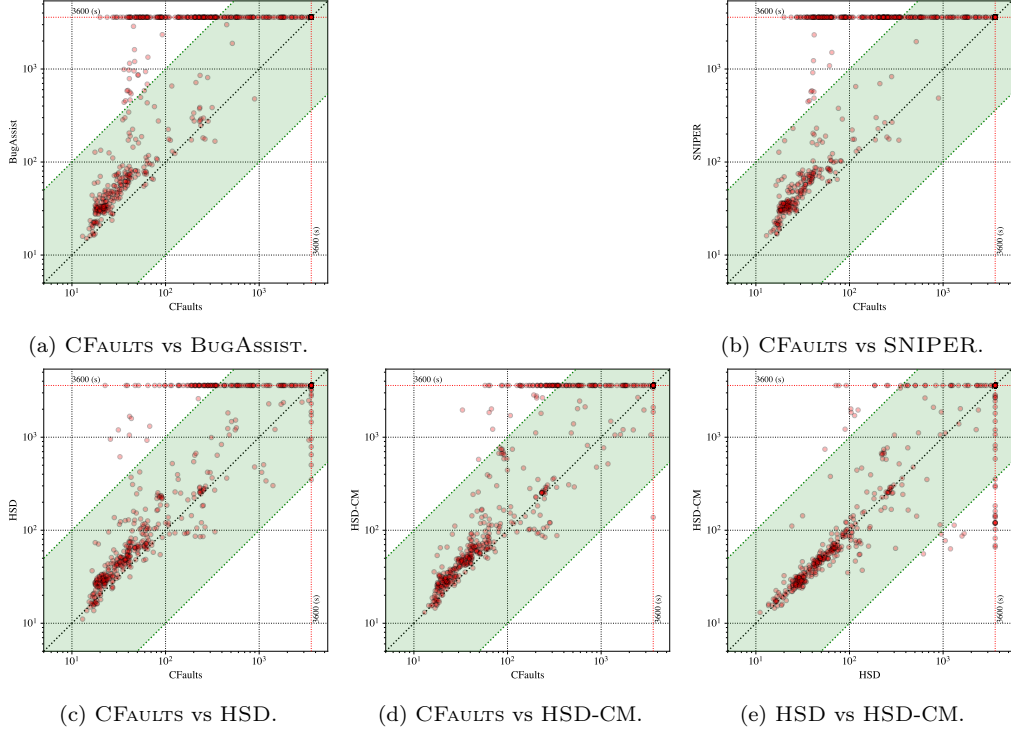 3600 (s)
10³
10²
10¹
BugAssist
10¹ 10² 10³
CFaults
3600 (s)
(a) CFAULTS vs BUGASSIST.
3600 (s)
10³
10²
10¹
SNIPER
10¹ 10² 10³
CFaults
3600 (s)
(b) CFAULTS vs SNIPER.
3600 (s)
10³
10²
10¹
HSD
10¹ 10² 10³
CFaults
3600 (s)
(c) CFAULTS vs HSD.
3600 (s)
10³
10²
10¹
HSD-CM
10¹ 10² 10³
CFaults
3600 (s)
(d) CFAULTS vs HSD-CM.
3600 (s)
10³
10²
10¹
HSD-CM
10¹ 10² 10³
HSD
3600 (s)
(e) HSD vs HSD-CM.